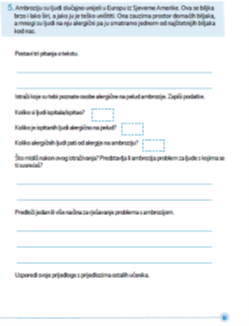 5. Ambroziju su ljudi slučajno unijeli u Europu iz Sjeverne Amerike. Ova se biljka
brzo i lako širi, a jako ju je teško uništiti. Ona zauzima prostor domaćih biljaka,
a mnogi su ljudi na nju alergični pa ju smatramo jednom od najštetnijih biljaka
kod nas.
Postavi tri pitanja o tekstu.
Istraži koje su tebi poznate osobe alergične na pelud ambrozije. Zapiši podatke.
Koliko si ljudi ispitala/ispitao?
Koliko je ispitanih ljudi alergično na pelud?
Koliko alergičnih ljudi pati od alergije na ambroziju?
Što misliš nakon ovog istraživanja? Predstavlja li ambrozija problem za ljude s kojima se
ti susrećeš?
Predloži jedan ili više načina za rješavanje problema s ambrozijom.
Usporedi svoje prijedloge s prijedlozima ostalih učenika.